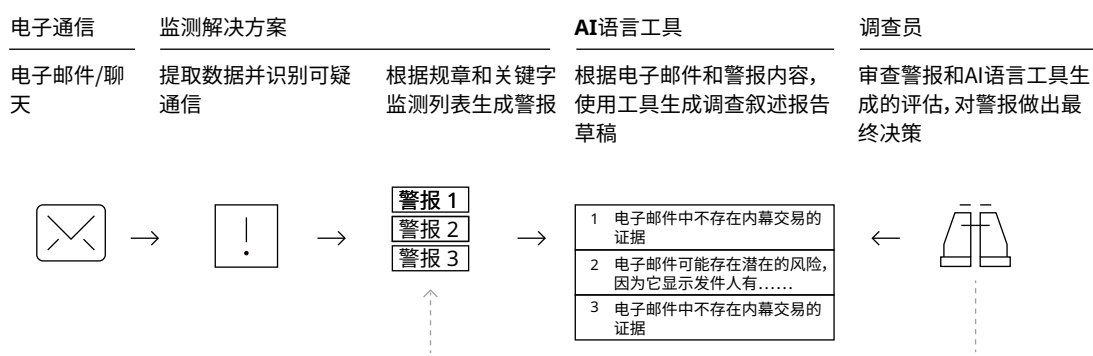 电子通信
监测解决方案
AI语言工具
调查员
电子邮件/聊
天
提取数据并识别可疑
通信
根据规章和关键字
监测列表生成警报
根据电子邮件和警报内容，
使用工具生成调查叙述报告
草稿
审查警报和AI语言工具生
成的评估，对警报做出最
终决策
警报 1
警报 2
警报 3
1 电子邮件中不存在内幕交易的
证据
2 电子邮件可能存在潜在的风险，
因为它显示发件人有……
3 电子邮件中不存在内幕交易的
证据